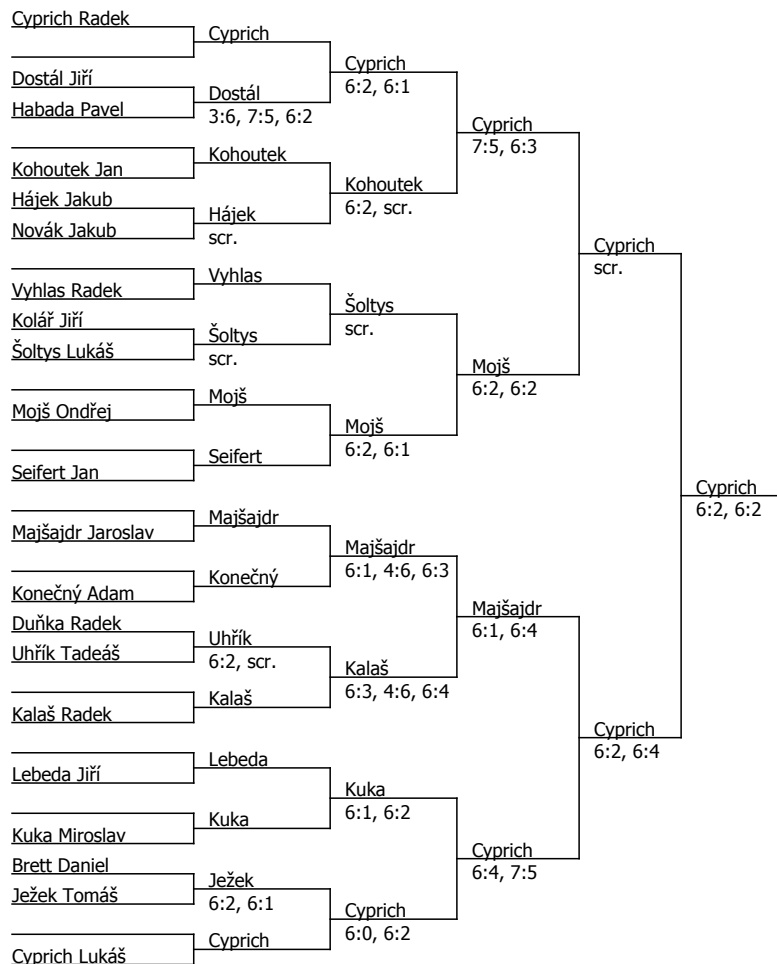 Cyprich Radek
Cyprich
Cyprich
6:2, 6:1
Dostál Jiří
Habada Pavel
Dostál
3:6, 7:5, 6:2
Cyprich
7:5, 6:3
Kohoutek Jan
Kohoutek
Kohoutek
6:2, scr.
Hájek Jakub
Novák Jakub
Hájek
scr.
Cyprich
scr.
Vyhlas Radek
Vyhlas
Šoltys
scr.
Kolář Jiří
Šoltys Lukáš
Šoltys
scr.
Mojš
6:2, 6:2
Mojš Ondřej
Mojš
Mojš
6:2, 6:1
Seifert Jan
Seifert
Cyprich
6:2, 6:2
Majšajdr Jaroslav
Majšajdr
Majšajdr
6:1, 4:6, 6:3
Konečný Adam
Konečný
Majšajdr
6:1, 6:4
Duňka Radek
Uhřík Tadeáš
Uhřík
6:2, scr.
Kalaš
6:3, 4:6, 6:4
Kalaš Radek
Kalaš
Cyprich
6:2, 6:4
Lebeda Jiří
Lebeda
Kuka
6:1, 6:2
Kuka Miroslav
Kuka
Cyprich
6:4, 7:5
Brett Daniel
Ježek Tomáš
Ježek
6:2, 6:1
Cyprich
6:0, 6:2
Cyprich Lukáš
Cyprich